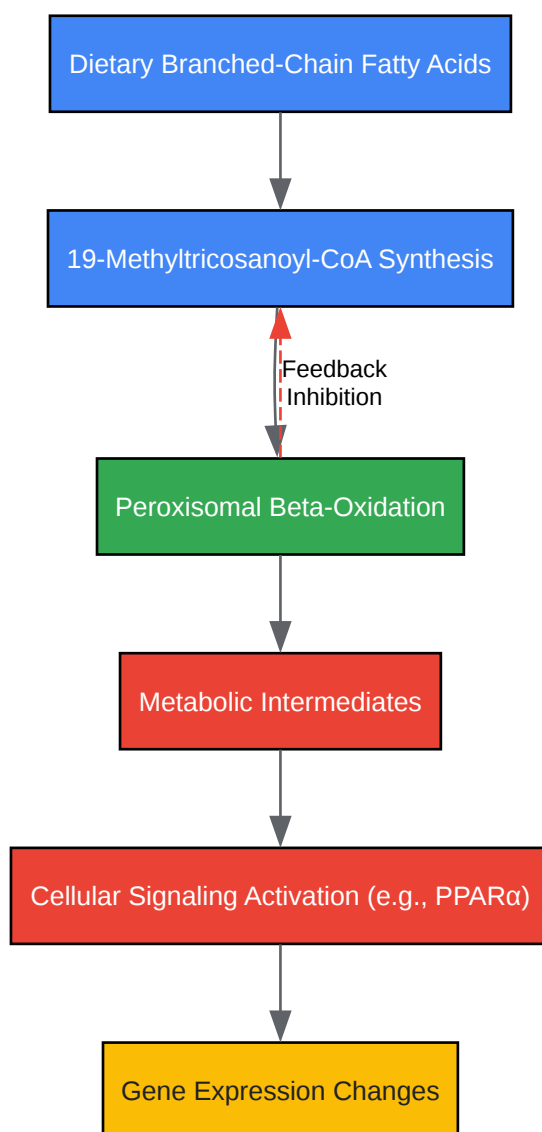 Dietary Branched-Chain Fatty Acids
19-Methyltricosanoyl-CoA Synthesis
Feedback
Inhibition
Peroxisomal Beta-Oxidation
Metabolic Intermediates
Cellular Signaling Activation (e.g., PPARα)
Gene Expression Changes